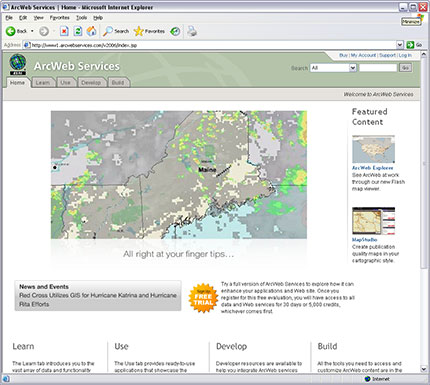 ArcWeb Services | Home - Microsoft Internet Explorer
Minimize
File Edit View Favorites Tools Help
Back Search Favorites
Address http://www1.arcwebservices.com/v2006/index.jsp Go
Buy | My Account | Support | Log In
ESRI
ArcWeb Services
Search All Go
Home Learn Use Develop Build
Welcome to ArcWeb Services
Maine
All right at your finger tips...
Featured
Content
ArcWeb Explorer
See ArcWeb at work
through our new Flash
map viewer.
MapStudio
Create publication
quality maps in your
cartographic style.
News and Events
Red Cross Utilizes GIS for Hurricane Katrina and Hurricane
Rita Efforts
FREE
TRIAL
Try a full version of ArcWeb Services to explore how it can
enhance your applications and Web site. Once you
register for this free evaluation, you will have access to all
data and Web services for 30 days or 5,000 credits,
whichever comes first.
Learn
The Learn tab introduces you to the
vast array of data and functionality
Use
The Use tab provides ready-to-use
applications that showcase the
Develop
Developer resources are available to
help you integrate ArcWeb services
Build
All the tools you need to access
and customize ArcWeb content are in the
Internet